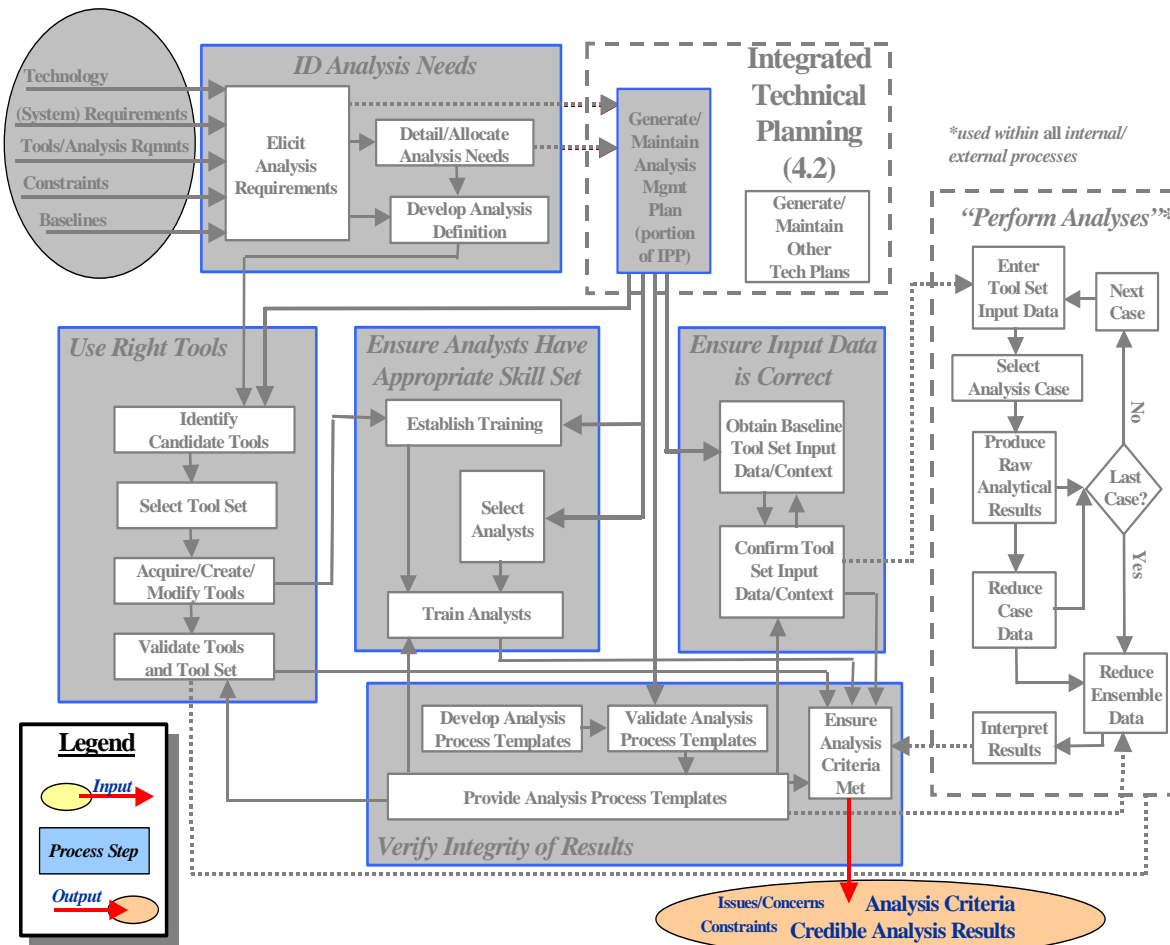 ID Analysis Needs
Technology
(System) Requirements
Tools/Analysis Rqmnts
Constraints
Baselines
Elicit
Analysis
Requirements
Detail/Allocate
Analysis Needs
Develop Analysis
Definition
Generate/
Maintain Analysis
Mgmt
Plan
(portion
of IPP)
Integrated
Technical
Planning
(4.2)
Generate/
Maintain
Other
Tech Plans
*used within all internal/
external processes
“Perform Analyses”*
Enter
Tool Set
Input Data
Next
Case
Select
Analysis Case
No
Produce
Raw
Analytical
Results
Last
Case?
Yes
Reduce
Case
Data
Reduce
Ensemble
Data
Interpret
Results
Use Right Tools
Identify
Candidate Tools
Select Tool Set
Acquire/Create/
Modify Tools
Validate Tools
and Tool Set
Ensure Analysts Have
Appropriate Skill Set
Establish Training
Select
Analysts
Train Analysts
Ensure Input Data
is Correct
Obtain Baseline
Tool Set Input
Data/Context
Confirm Tool
Set Input
Data/Context
Develop Analysis
Process Templates
Validate Analysis
Process Templates
Ensure
Analysis
Criteria
Met
Provide Analysis Process Templates
Verify Integrity of Results
Legend
Input
Process Step
Output
Issues/Concerns
Analysis Criteria
Constraints
Credible Analysis Results